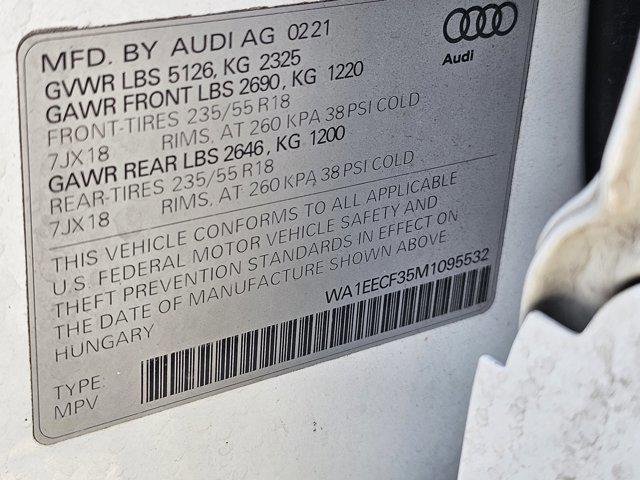 MFD. BY AUDI AG 0221
GVWR LBS 5126, KG 2325
GAWR FRONT LBS 2690, KG 1220
FRONT-TIRES 235/55 R18
7JX18 RIMS, AT 260 KPA 38 PSI COLD
GAWR REAR LBS 2646, KG 1200
REAR-TIRES 235/55 R18
7JX18 RIMS, AT 260 KPA 38 PSI COLD
Audi
THIS VEHICLE CONFORMS TO ALL APPLICABLE
U.S. FEDERAL MOTOR VEHICLE SAFETY AND
THEFT PREVENTION STANDARDS IN EFFECT ON
THE DATE OF MANUFACTURE SHOWN ABOVE
HUNGARY
WA1EECF35M1095532
TYPE:
MPV